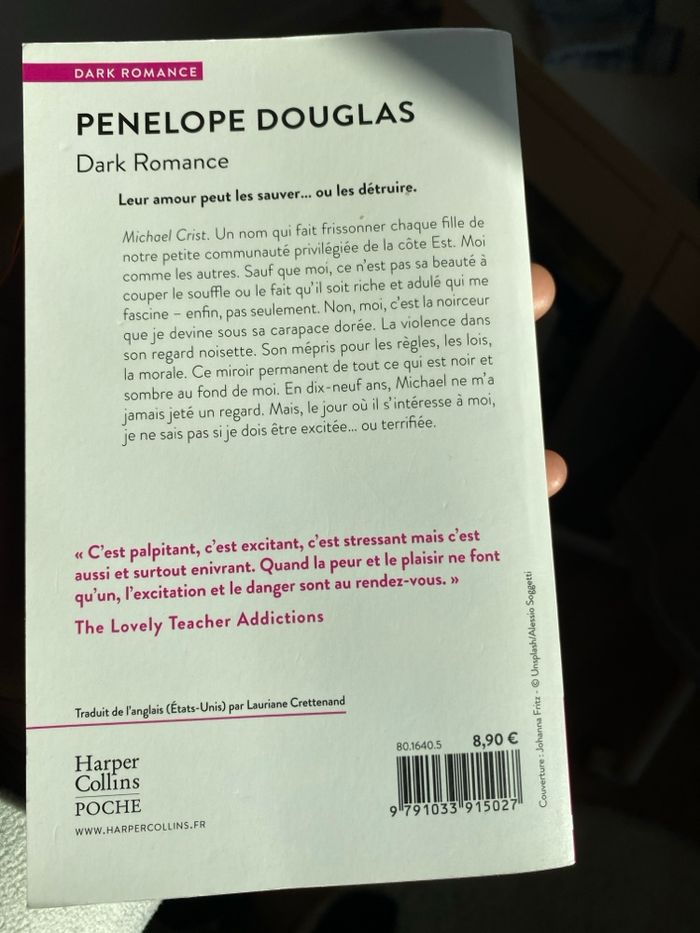 DARK ROMANCE
PENELOPE DOUGLAS
Dark Romance
Leur amour peut les sauver... ou les détruire.
Michael Crist. Un nom qui fait frissonner chaque fille de
notre petite communauté privilégiée de la côte Est. Moi
comme les autres. Sauf que moi, ce n'est pas sa beauté à
couper le souffle ou le fait qu'il soit riche et adulé qui me
fascine – enfin, pas seulement. Non, moi, c'est la noirceur
que je devine sous sa carapace dorée. La violence dans
son regard noisette. Son mépris pour les règles, les lois,
la morale. Ce miroir permanent de tout ce qui est noir et
sombre au fond de moi. En dix-neuf ans, Michael ne m'a
jamais jeté un regard. Mais, le jour où il s'intéresse à moi,
je ne sais pas si je dois être excitée... ou terrifiée.
« C'est palpitant, c'est excitant, c'est stressant mais c'est
aussi et surtout enivrant. Quand la peur et le plaisir ne font
qu'un, l'excitation et le danger sont au rendez-vous. »
The Lovely Teacher Addictions
Traduit de l'anglais (États-Unis) par Lauriane Crettenand
Harper
Collins
POCHE
WWW.HARPERCOLLINS.FR
80.1640.5 8,90 €
9 791033 915027
Couverture : Johanna Fritz - © Unsplash/Alessio Soggetti